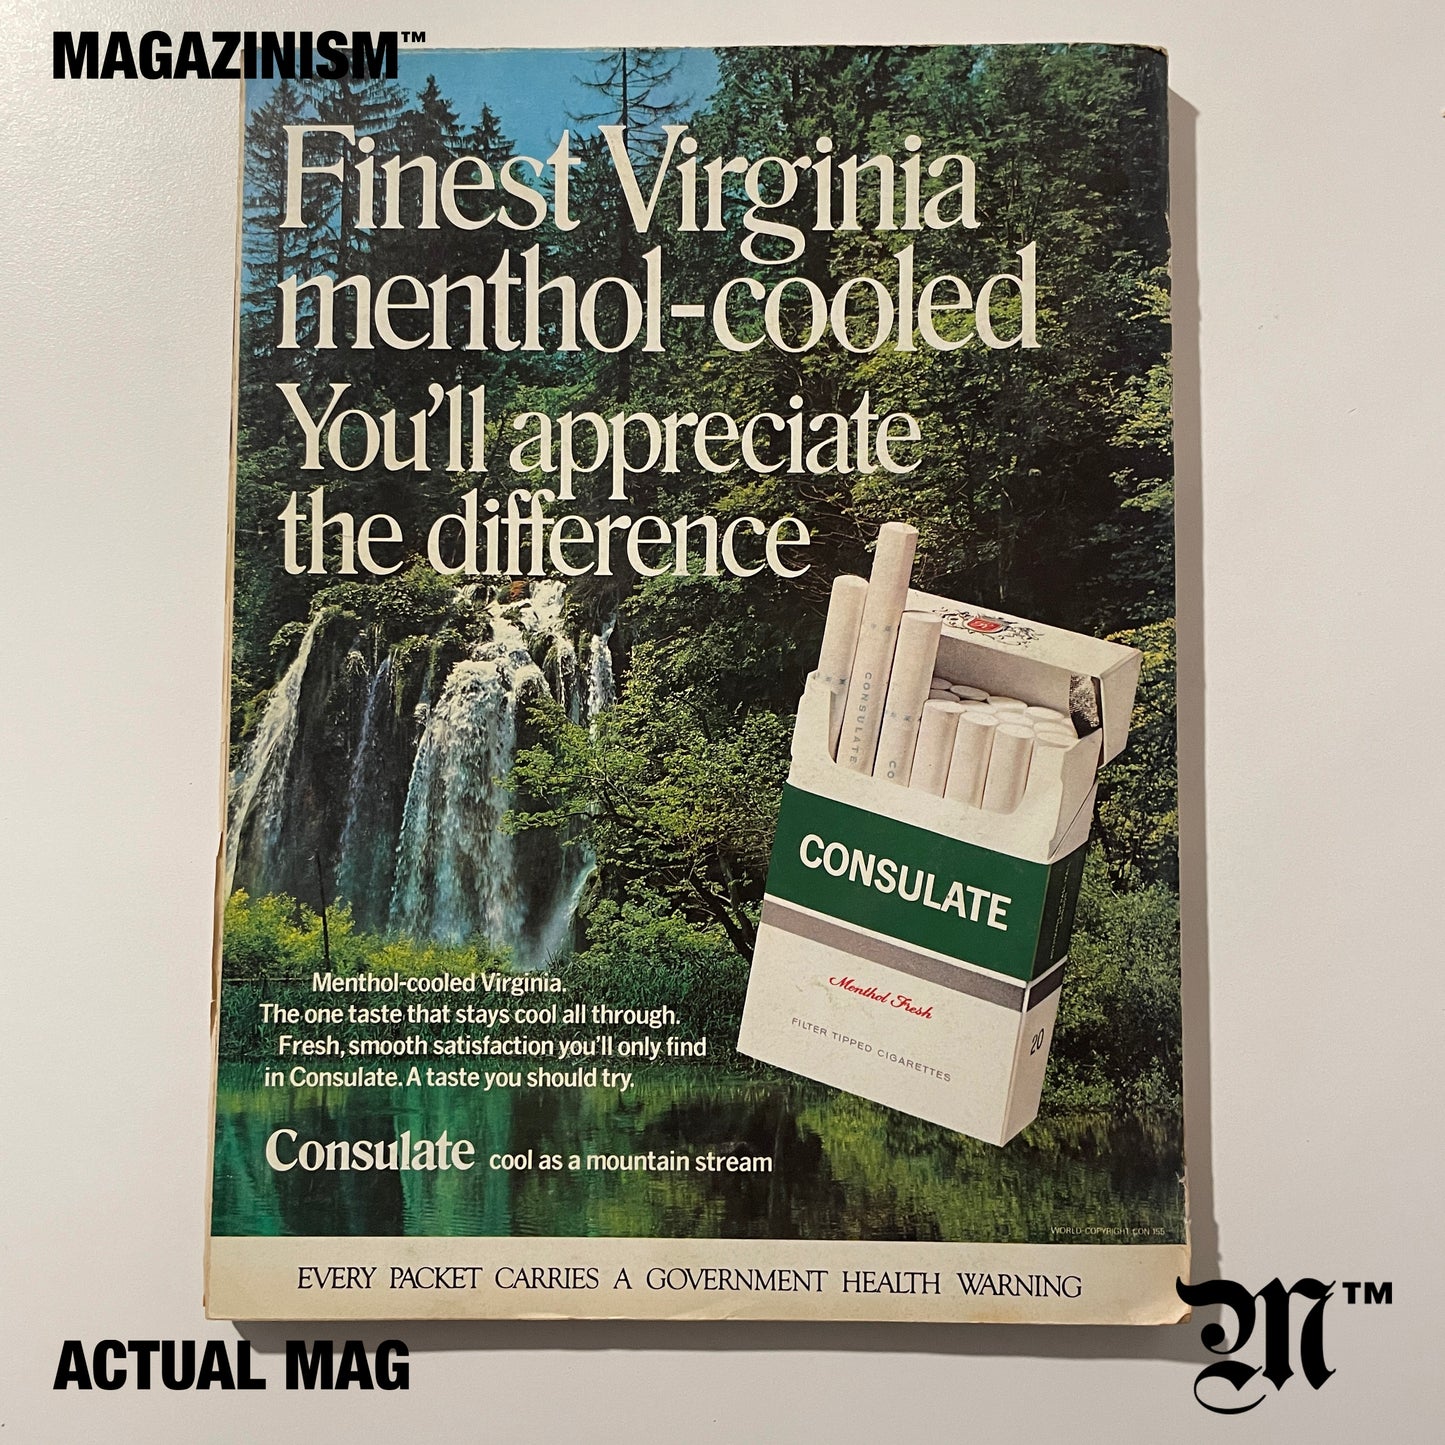 MAGAZINISM™
Finest Virginia
menthol-cooled
You'll appreciate
the difference
CONSULATE
CO
CONSULATE
Menthol Fresh
FILTER TIPPED CIGARETTES
20
Menthol-cooled Virginia.
The one taste that stays cool all through.
Fresh, smooth satisfaction you'll only find
in Consulate. A taste you should try.
Consulate cool as a mountain stream
WORLD COPYRIGHT CON 155
EVERY PACKET CARRIES A GOVERNMENT HEALTH WARNING
ACTUAL MAG
M™